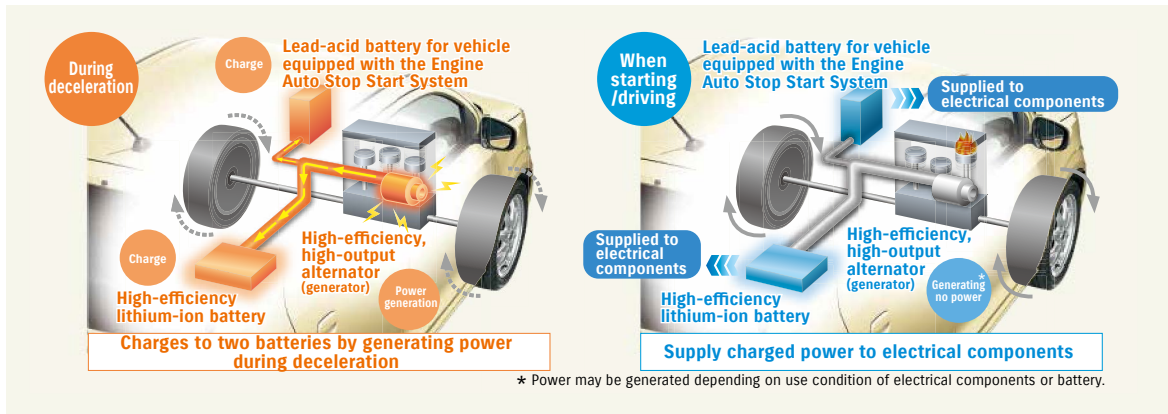 During
deceleration
Charge
Lead-acid battery for vehicle
equipped with the Engine
Auto Stop Start System
Charge
High-efficiency,
high-output
alternator
(generator)
Power
generation
High-efficiency
lithium-ion battery
Charges to two batteries by generating power
during deceleration
When
starting
/driving
Lead-acid battery for vehicle
equipped with the Engine
Auto Stop Start System
Supplied to
electrical components
Supplied to
electrical
components
High-efficiency,
high-output
alternator
(generator)
*
Generating
no power
High-efficiency
lithium-ion battery
Supply charged power to electrical components
* Power may be generated depending on use condition of electrical components or battery.